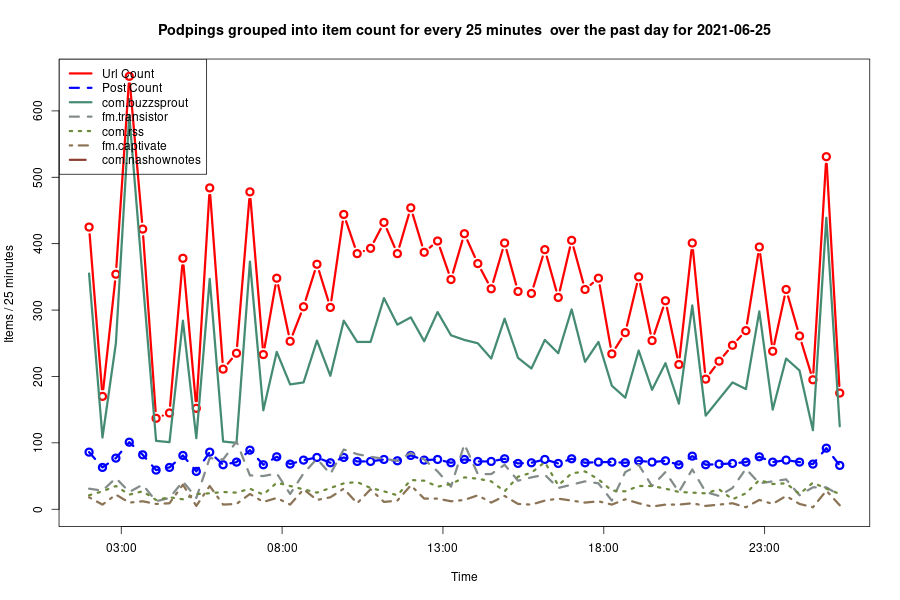 Podpings grouped into item count for every 25 minutes  over the past day for 2021-06-25
Url Count
Post Count
com.buzzsprout
fm.transistor
com.rss
fm.captivate
com.nashownotes
Items / 25 minutes
600
500
400
300
200
100
0
03:00 08:00 13:00 18:00 23:00
Time